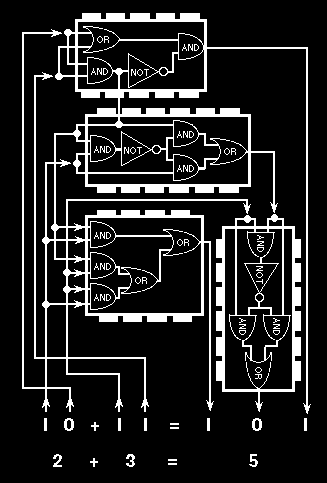 OR
AND
AND
NOT
AND
AND
NOT
OR
AND
AND
OR
AND
OR
AND
AND
NOT
AND
AND
OR
1 0 + 1 1 = 1 0 1
2 + 3 = 5